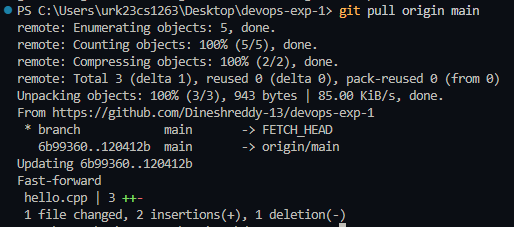 PS C:\Users\urk23cs1263\Desktop\devops-exp-1> git pull origin main
remote: Enumerating objects: 5, done.
remote: Counting objects: 100% (5/5), done.
remote: Compressing objects: 100% (2/2), done.
remote: Total 3 (delta 1), reused 0 (delta 0), pack-reused 0 (from 0)
Unpacking objects: 100% (3/3), 943 bytes | 85.00 KiB/s, done.
From https://github.com/Dineshreddy-13/devops-exp-1
 * branch            main       -> FETCH_HEAD
   6b99360..120412b  main       -> origin/main
Updating 6b99360..120412b
Fast-forward
 hello.cpp | 3 ++-
 1 file changed, 2 insertions(+), 1 deletion(-)